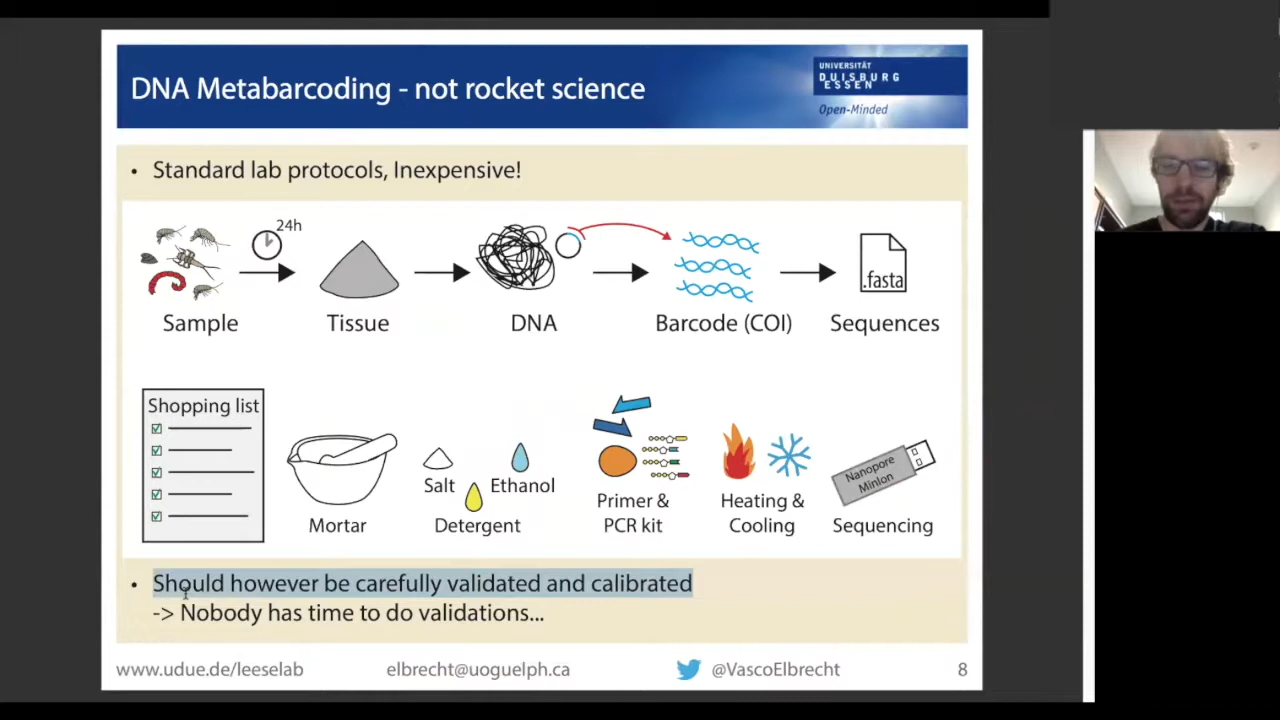 DNA Metabarcoding - not rocket science
UNIVERSITÄT
DUISBURG
ESSEN
Open-Minded
• Standard lab protocols, Inexpensive!
24h
.fasta
Sample
Tissue
DNA
Barcode (COI)
Sequences
Shopping list
Mortar
Salt
Ethanol
Detergent
Primer &
PCR kit
Heating &
Cooling
Nanopore
MinIon
Sequencing
• Should however be carefully validated and calibrated
-> Nobody has time to do validations...
www.udue.de/leeselab
elbrecht@uoguelph.ca
@VascoElbrecht
8